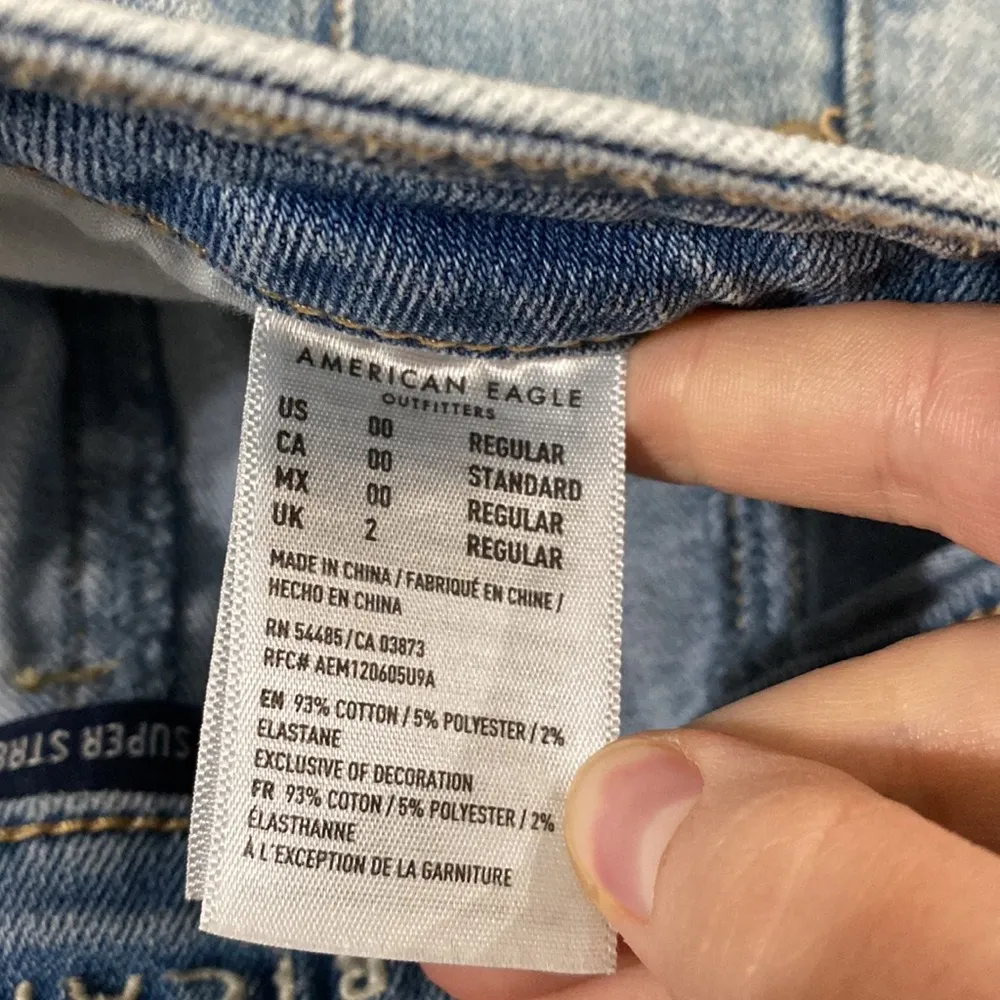 AMERICAN EAGLE
OUTFITTERS
US 00 REGULAR
CA 00 STANDARD
MX 00 REGULAR
UK 2 REGULAR
MADE IN CHINA / FABRIQUÉ EN CHINE /
HECHO EN CHINA
RN 54485 / CA 03873
RFC# AEM120605U9A
EN 93% COTTON / 5% POLYESTER / 2%
ELASTANE
EXCLUSIVE OF DECORATION
FR 93% COTON / 5% POLYESTER / 2%
ÉLASTHANNE
À L'EXCEPTION DE LA GARNITURE
SUPER